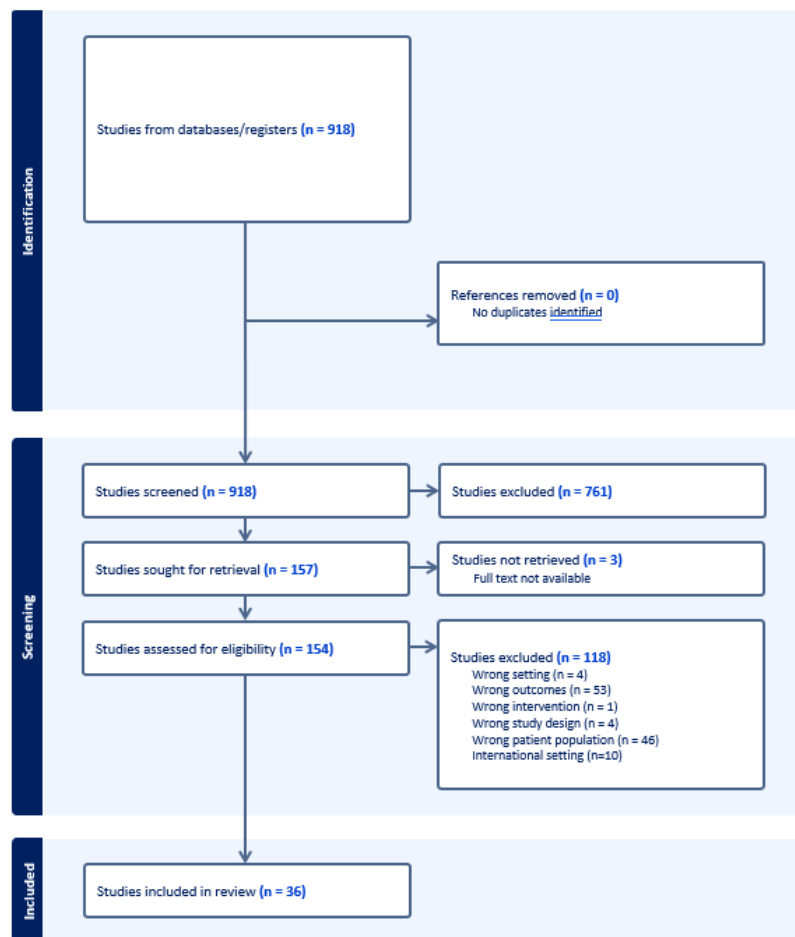 Identification
Studies from databases/registers (n = 918)
References removed (n = 0)
No duplicates identified
Screening
Studies screened (n = 918)
Studies excluded (n = 761)
Studies sought for retrieval (n = 157)
Studies not retrieved (n = 3)
Full text not available
Studies assessed for eligibility (n = 154)
Studies excluded (n = 118)
Wrong setting (n = 4)
Wrong outcomes (n = 53)
Wrong intervention (n = 1)
Wrong study design (n = 4)
Wrong patient population (n = 46)
International setting (n=10)
Included
Studies included in review (n = 36)